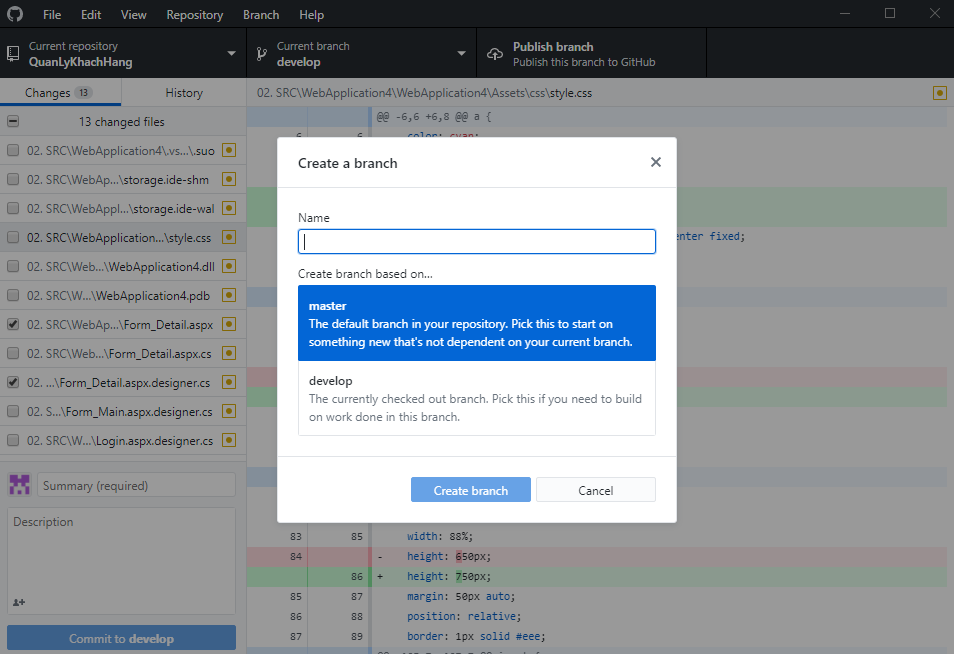 File Edit View Repository Branch Help
Current repository
QuanLyKhachHang
Current branch
develop
Publish branch
Publish this branch to GitHub
Changes 13 History
02. SRC\WebApplication4\WebApplication4\Assets\css\style.css
13 changed files
02. SRC\WebApplication4\.vs...\.suo
02. SRC\WebAp...\storage.ide-shm
02. SRC\WebAppl...\storage.ide-wal
02. SRC\WebApplication...\style.css
02. SRC\Web...\WebApplication4.dll
02. SRC\W...\WebApplication4.pdb
02. SRC\WebAp...\Form_Detail.aspx
02. SRC\Web...\Form_Detail.aspx.cs
02. ...\Form_Detail.aspx.designer.cs
02. S...\Form_Main.aspx.designer.cs
02. SRC\W...\Login.aspx.designer.cs
Summary (required)
Description
Commit to develop
@@ -6,6 +6,8 @@ a {
6 6 color: cyan;
enter fixed;
Create a branch
Name
Create branch based on...
master
The default branch in your repository. Pick this to start on
something new that's not dependent on your current branch.
develop
The currently checked out branch. Pick this if you need to build
on work done in this branch.
Create branch Cancel
83 85 width: 88%;
84 - height: 650px;
86 + height: 750px;
85 87 margin: 50px auto;
86 88 position: relative;
87 89 border: 1px solid #eee;